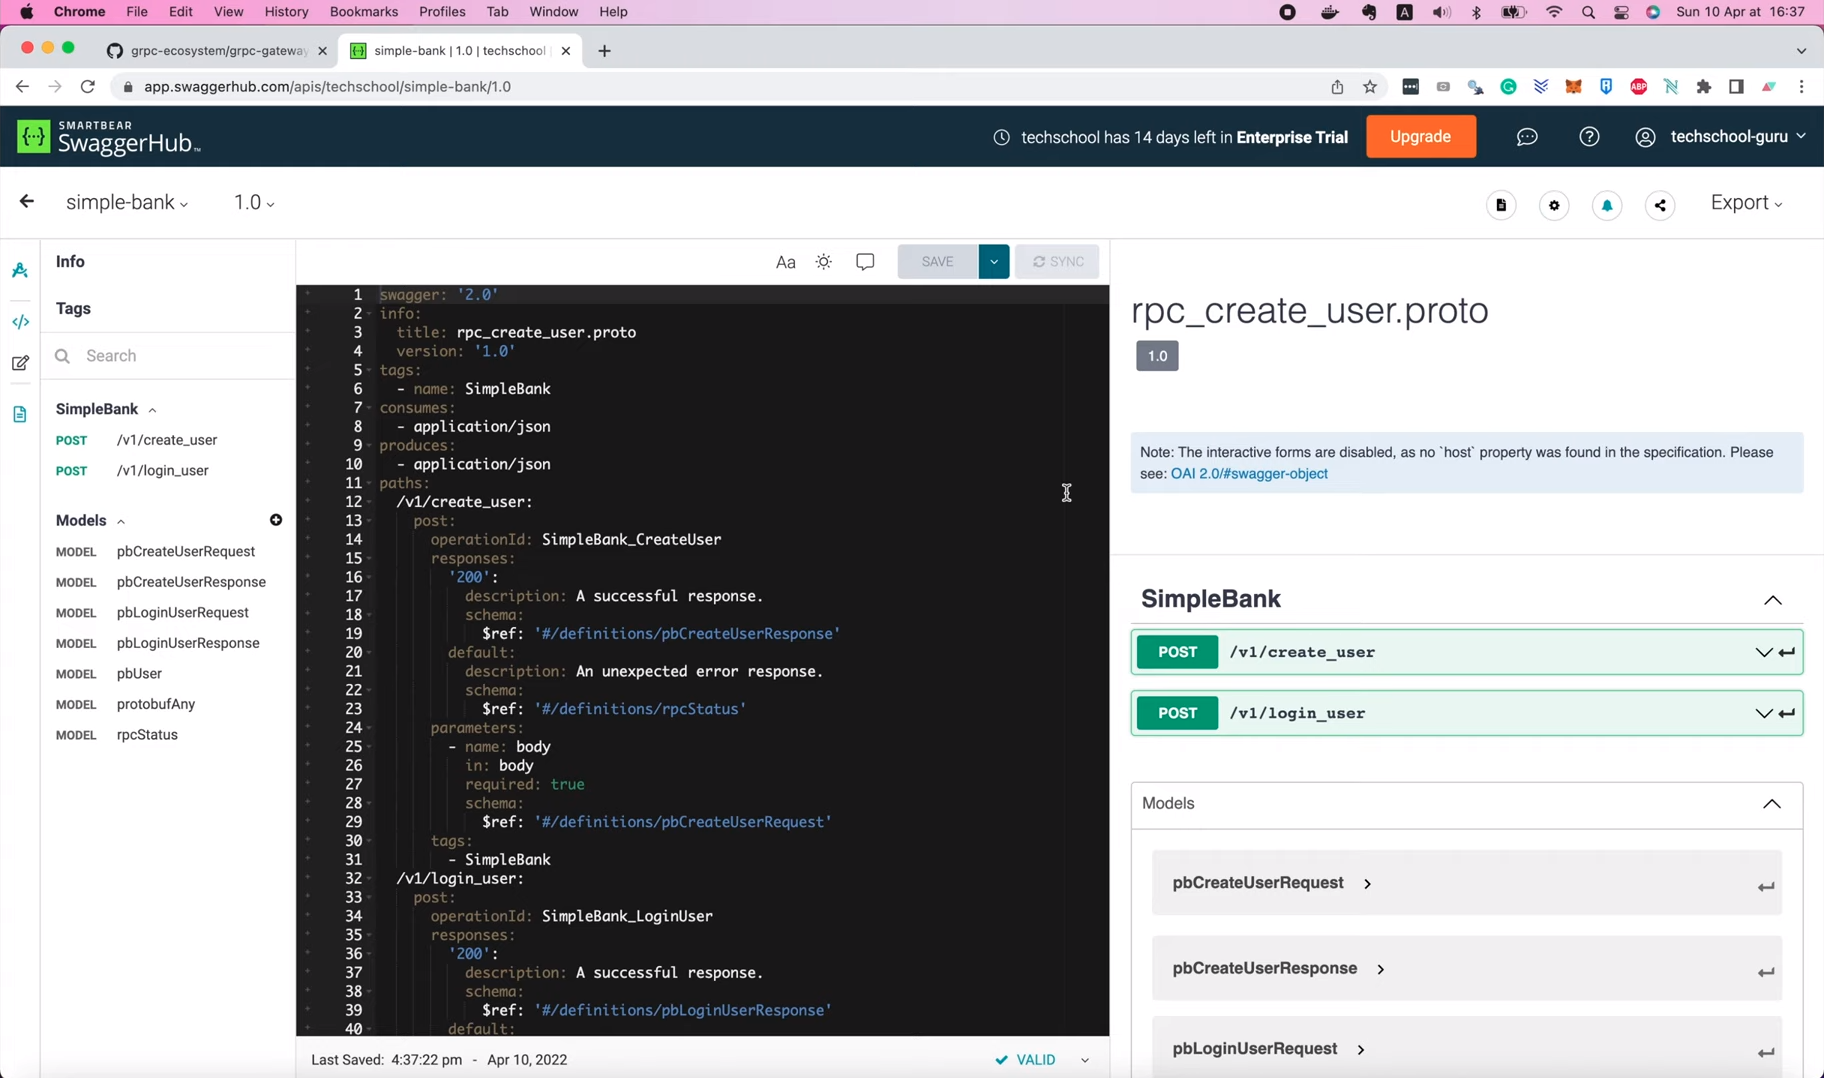 Chrome File Edit View History Bookmarks Profiles Tab Window Help A Sun 10 Apr at 16:37
grpc-ecosystem/grpc-gateway
simple-bank | 1.0 | techschool
app.swaggerhub.com/apis/techschool/simple-bank/1.0
ABP
SMARTBEAR
SwaggerHub™
techschool has 14 days left in Enterprise Trial
Upgrade
techschool-guru
simple-bank
1.0
Export
Info
Tags
Search
SimpleBank
POST /v1/create_user
POST /v1/login_user
Models
MODEL pbCreateUserRequest
MODEL pbCreateUserResponse
MODEL pbLoginUserRequest
MODEL pbLoginUserResponse
MODEL pbUser
MODEL protobufAny
MODEL rpcStatus
Aa
SAVE
SYNC
1 swagger: '2.0'
2 info:
3 title: rpc_create_user.proto
4 version: '1.0'
5 tags:
6 - name: SimpleBank
7 consumes:
8 - application/json
9 produces:
10 - application/json
11 paths:
12 /v1/create_user:
13 post:
14 operationId: SimpleBank_CreateUser
15 responses:
16 '200':
17 description: A successful response.
18 schema:
19 $ref: '#/definitions/pbCreateUserResponse'
20 default:
21 description: An unexpected error response.
22 schema:
23 $ref: '#/definitions/rpcStatus'
24 parameters:
25 - name: body
26 in: body
27 required: true
28 schema:
29 $ref: '#/definitions/pbCreateUserRequest'
30 tags:
31 - SimpleBank
32 /v1/login_user:
33 post:
34 operationId: SimpleBank_LoginUser
35 responses:
36 '200':
37 description: A successful response.
38 schema:
39 $ref: '#/definitions/pbLoginUserResponse'
40 default:
Last Saved: 4:37:22 pm - Apr 10, 2022
VALID
rpc_create_user.proto
1.0
Note: The interactive forms are disabled, as no `host` property was found in the specification. Please
see: OAI 2.0/#swagger-object
SimpleBank
POST /v1/create_user
POST /v1/login_user
Models
pbCreateUserRequest
pbCreateUserResponse
pbLoginUserRequest